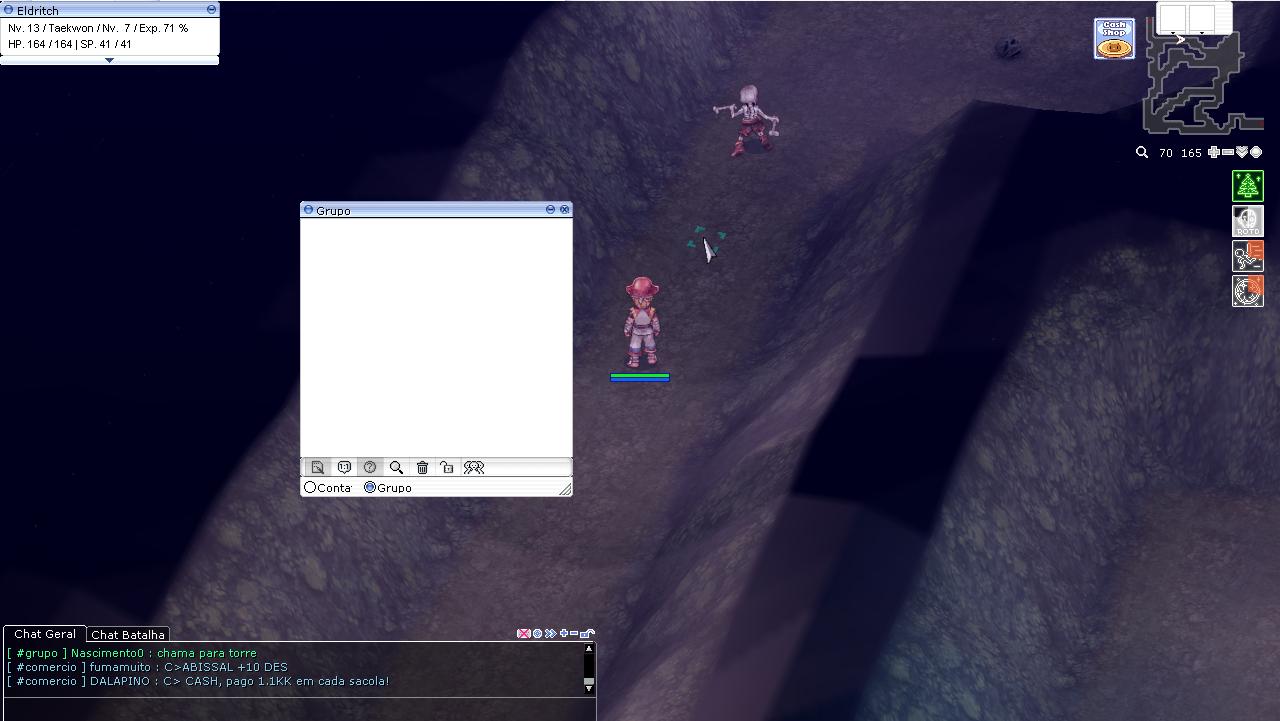 Eldritch
Nv. 13 / Taekwon / Nv. 7 / Exp. 71 %
HP. 164 / 164 | SP. 41 / 41
Cash
Shop
70 165
ROTD
Grupo
Conta
Grupo
Chat Geral
Chat Batalha
[ #grupo ] Nascimento0 : chama para torre
[ #comercio ] fumamuito : C>ABISSAL +10 DES
[ #comercio ] DALAPINO : C> CASH, pago 1.1KK em cada sacola!